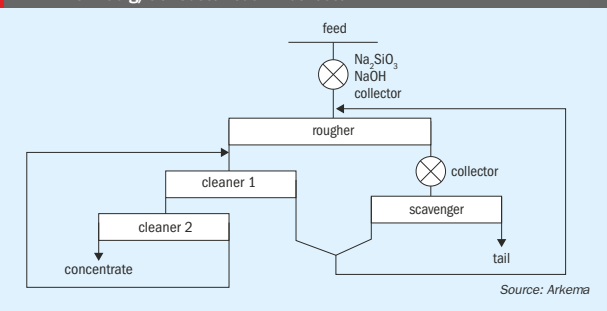 feed
Na₂SiO₃
NaOH
collector
rougher
collector
cleaner 1
scavenger
cleaner 2
concentrate
tail
Source: Arkema